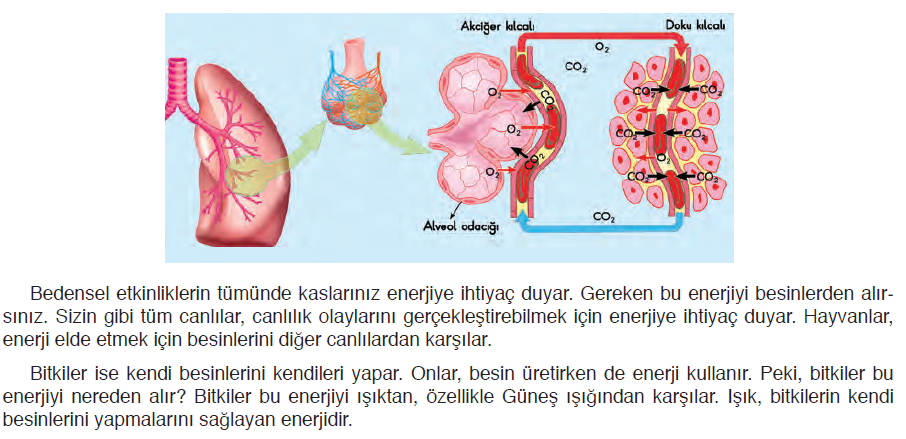 Akciğer kılcalı
Doku kılcalı
O2
CO2
CO2
O2
CO2
CO2
O2
CO2
CO2
CO2
O2
CO2
O2
CO2
CO2
CO2
Alveol odacığı
Bedensel etkinliklerin tümünde kaslarınız enerjiye ihtiyaç duyar. Gereken bu enerjiyi besinlerden alır-
sınız. Sizin gibi tüm canlılar, canlılık olaylarını gerçekleştirebilmek için enerjiye ihtiyaç duyar. Hayvanlar,
enerji elde etmek için besinlerini diğer canlılardan karşılar.
Bitkiler ise kendi besinlerini kendileri yapar. Onlar, besin üretirken de enerji kullanır. Peki, bitkiler bu
enerjiyi nereden alır? Bitkiler bu enerjiyi ışıktan, özellikle Güneş ışığından karşılar. Işık, bitkilerin kendi
besinlerini yapmalarını sağlayan enerjidir.